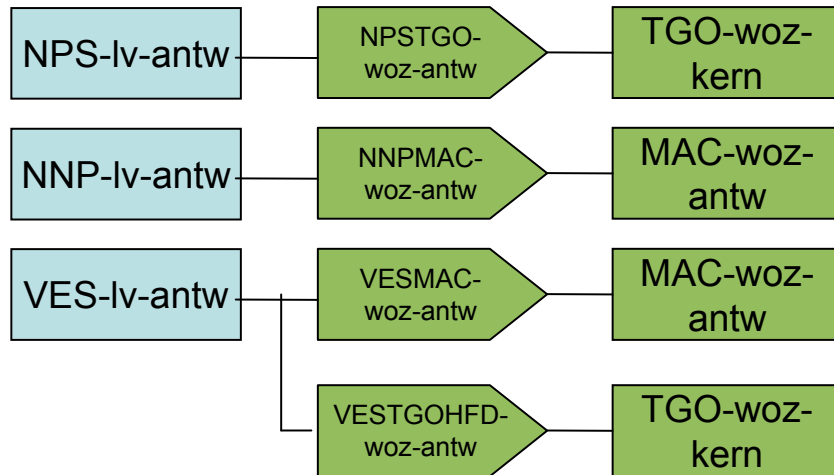 NPS-lv-antw
NPSTGO-
woz-antw
TGO-woz-
kern
NNP-lv-antw
NNPMAC-
woz-antw
MAC-woz-
antw
VES-lv-antw
VESMAC-
woz-antw
MAC-woz-
antw
VESTGOHFD-
woz-antw
TGO-woz-
kern